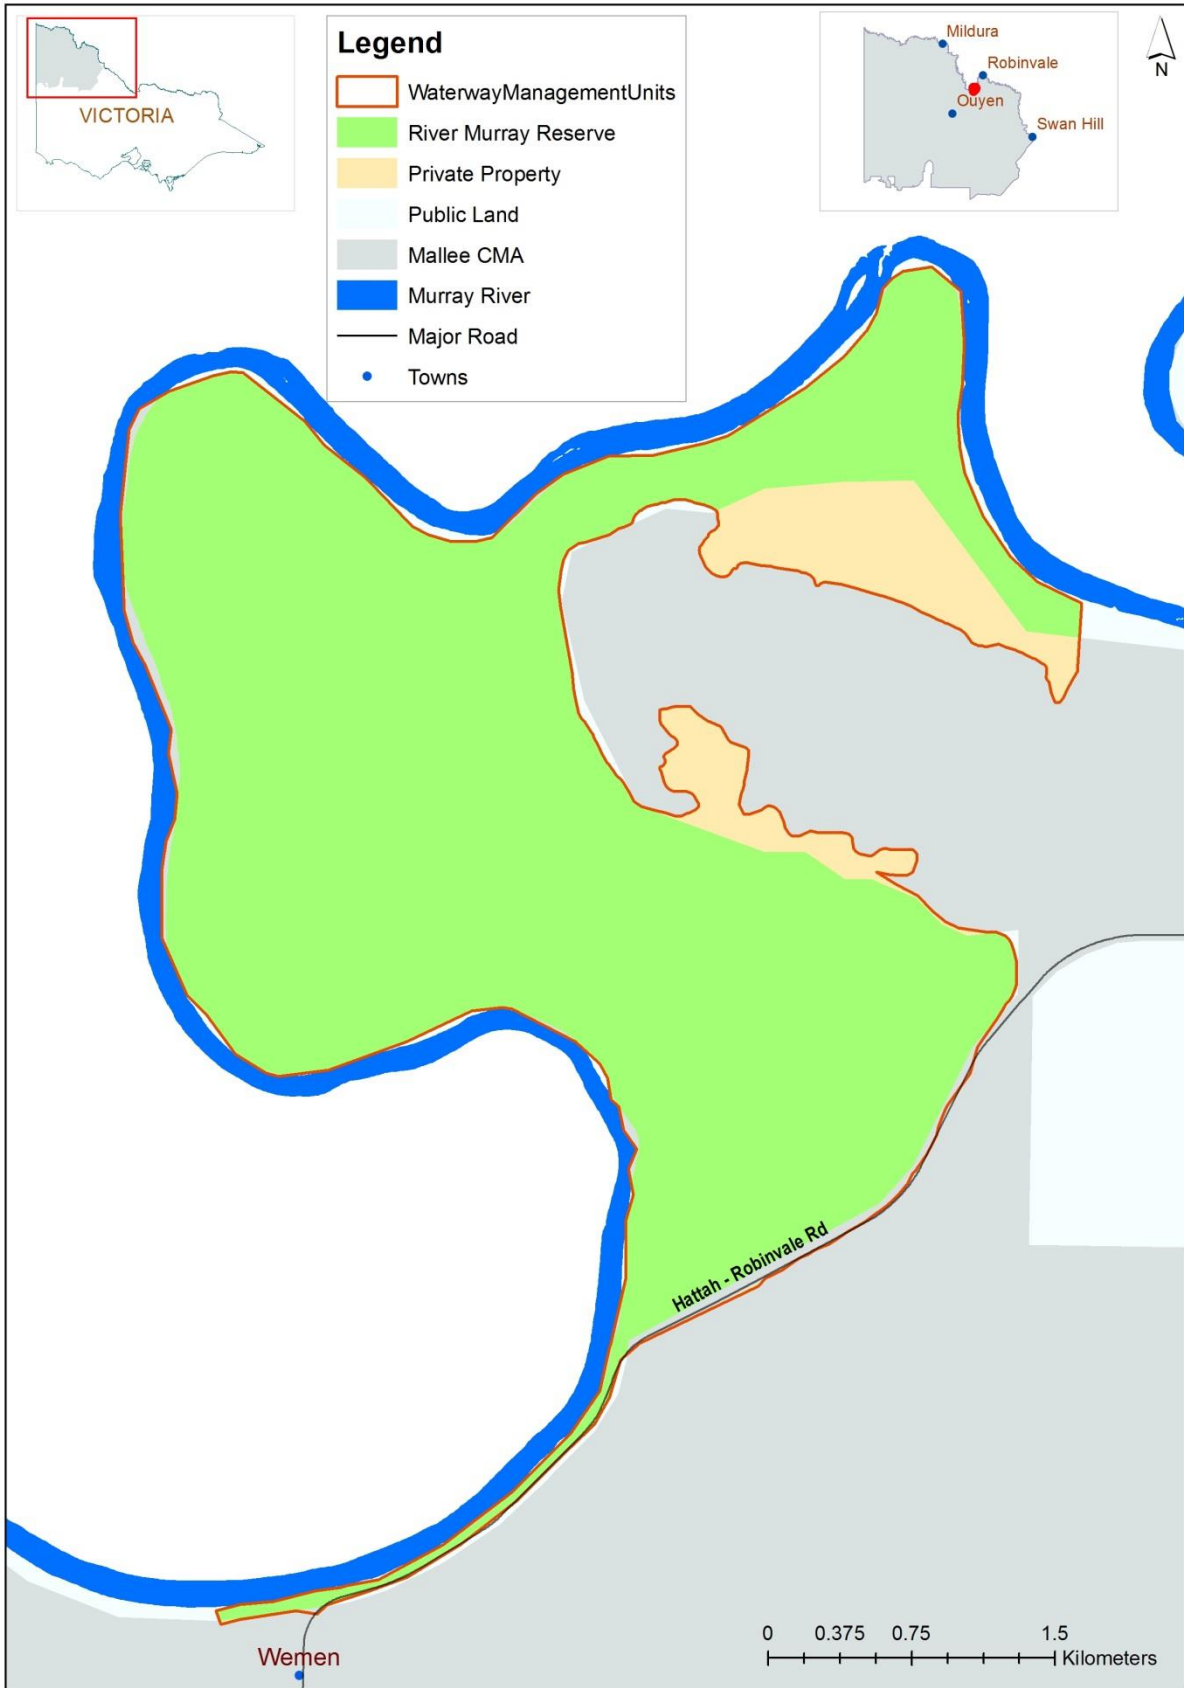 VICTORIA
Legend
WaterwayManagementUnits
River Murray Reserve
Private Property
Public Land
Mallee CMA
Murray River
Major Road
Towns
Mildura
Robinvale
Ouyen
Swan Hill
N
Hattah - Robinvale Rd
Wemen
0 0.375 0.75 1.5
Kilometers